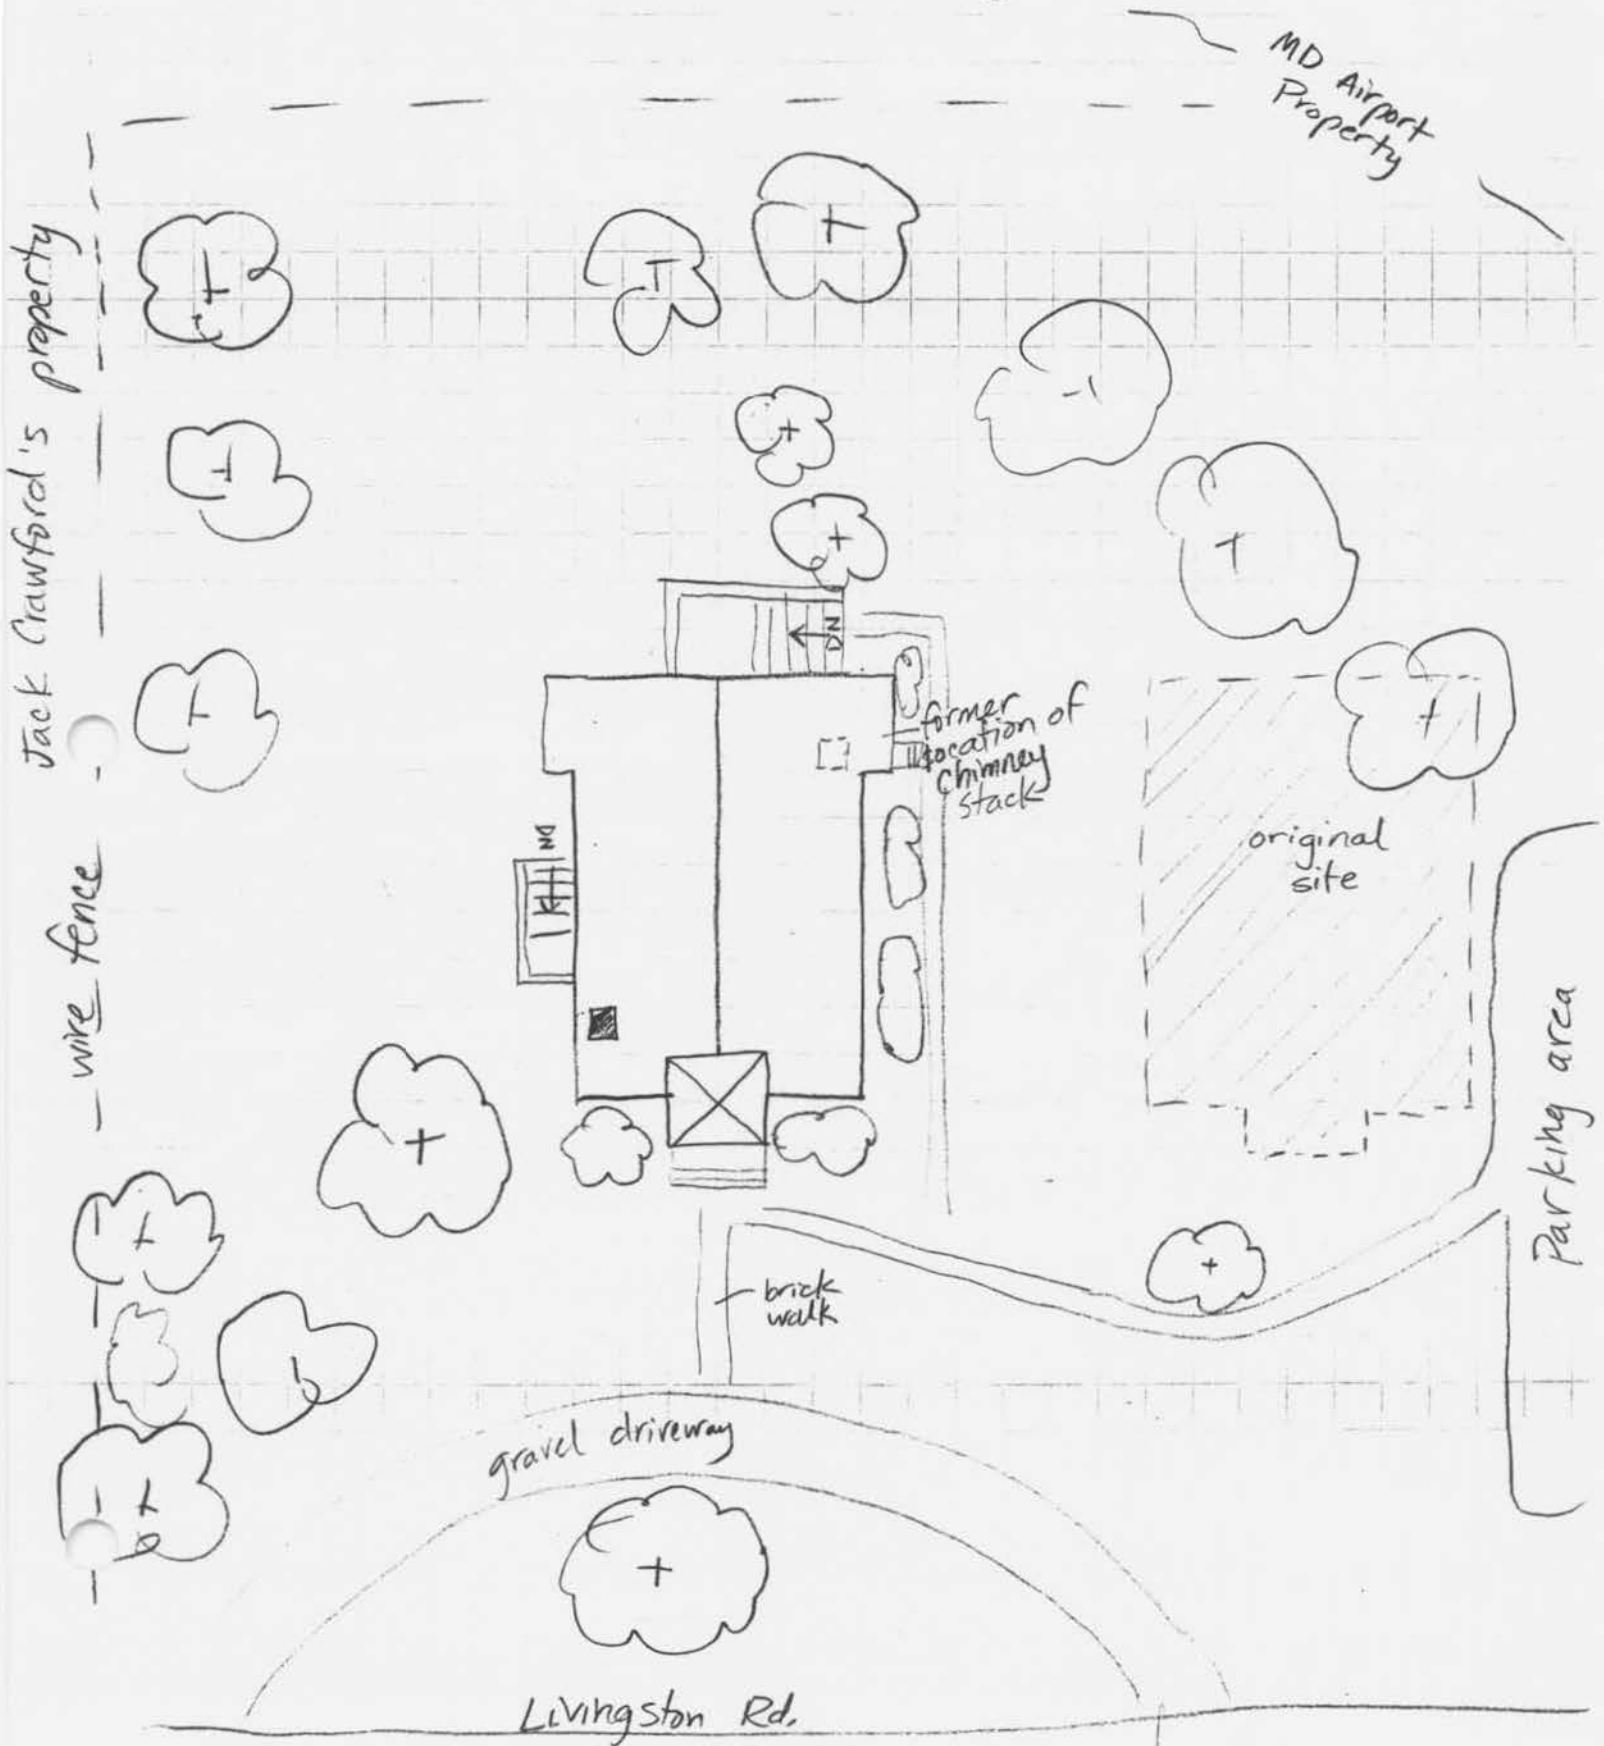 MD Airport
Property
Jack Crawford's property
wire fence
DN
former
location of
chimney
stack
DN
original
site
Parking area
brick
walk
gravel driveway
Livingston Rd.